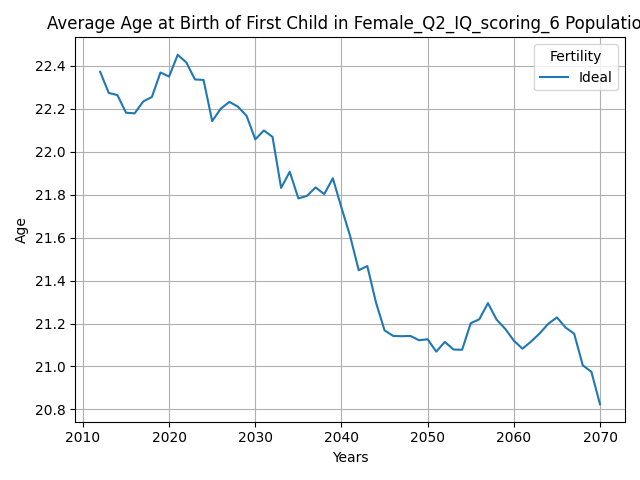 Average Age at Birth of First Child in Female_Q2_IQ_scoring_6 Populatio
Fertility
Ideal
22.4
22.2
22.0
21.8
21.6
21.4
21.2
21.0
20.8
Age
2010 2020 2030 2040 2050 2060 2070
Years